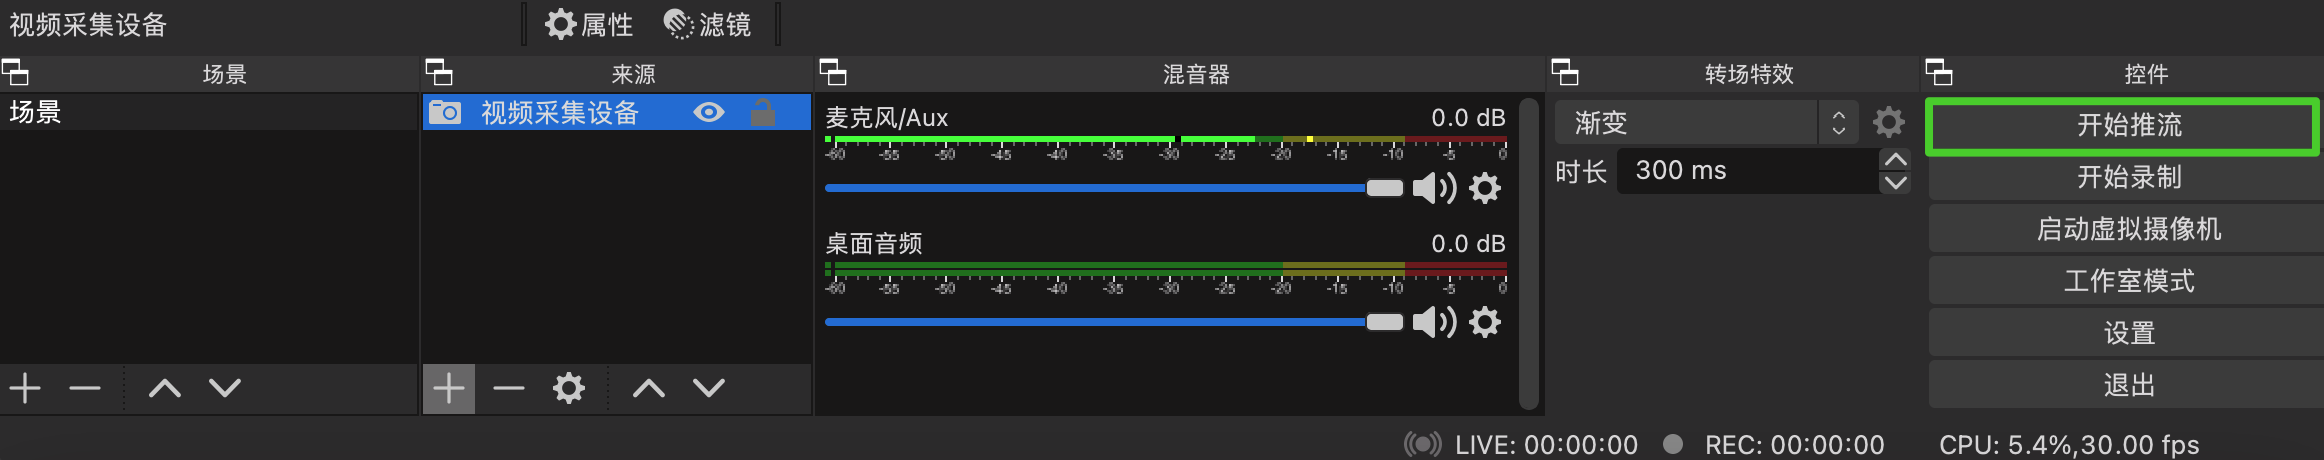 视频采集设备 属性 滤镜
场景 来源 混音器 转场特效 控件
场景
视频采集设备
麦克风/Aux 0.0 dB
-60 -55 -50 -45 -40 -35 -30 -25 -20 -15 -10 -5 0
桌面音频 0.0 dB
-60 -55 -50 -45 -40 -35 -30 -25 -20 -15 -10 -5 0
渐变
时长 300 ms
开始推流
开始录制
启动虚拟摄像机
工作室模式
设置
退出
LIVE: 00:00:00 REC: 00:00:00 CPU: 5.4%,30.00 fps